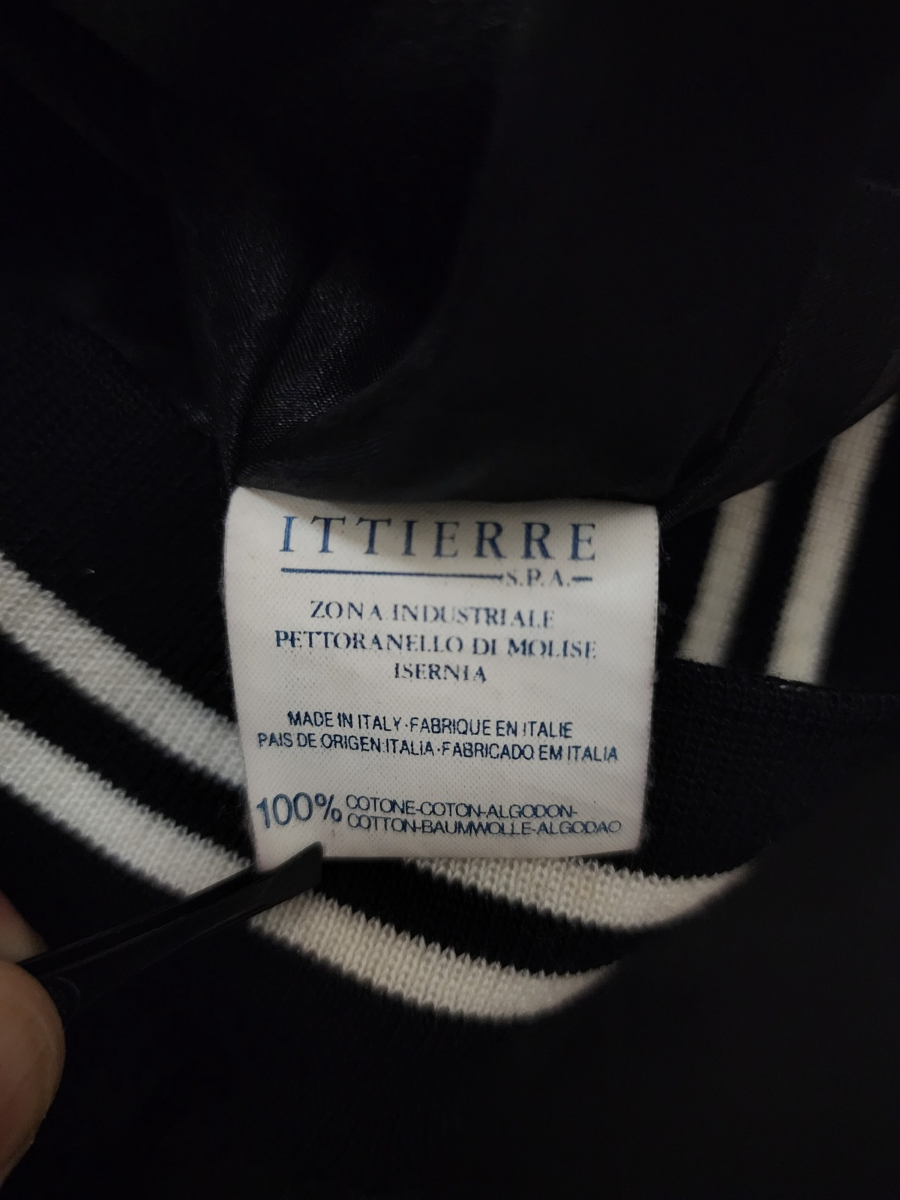 ITTIERRE
S.P.A.
ZONA INDUSTRIALE
PETTORANELLO DI MOLISE
ISERNIA
MADE IN ITALY·FABRIQUE EN ITALIE
PAIS DE ORIGEN:ITALIA·FABRICADO EM ITALIA
100% COTONE-COTON-ALGODON-
COTTON-BAUMWOLLE-ALGODAO